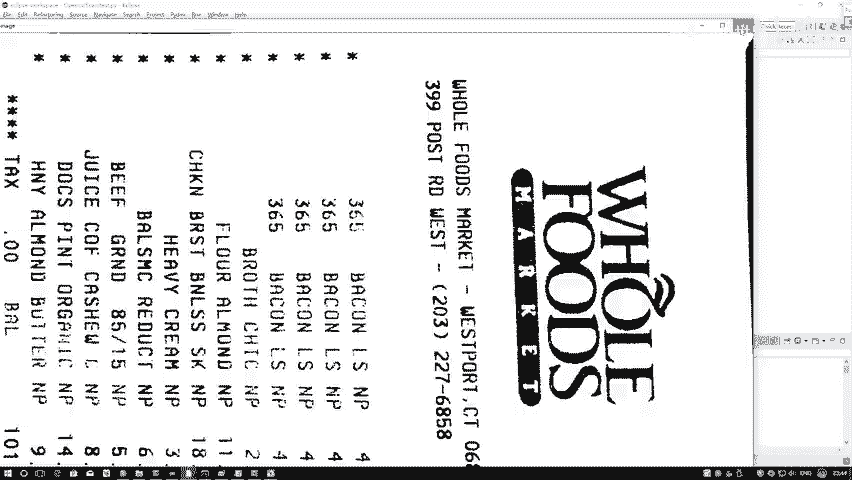 WHOLE
FOODS
MARKET
WHOLE FOODS MARKET - WESTPORT,CT 06
399 POST RD WEST - (203) 227-6858
* 365 BACON LS NP 4
* 365 BACON LS NP 4
* 365 BACON LS NP 4
* 365 BACON LS NP 4
* BROTH CHIC NP 2
* FLOUR ALMOND NP 11
* CHKN BRST BNLSS SK NP 18
* HEAVY CREAM NP 3
* BALSMC REDUCT NP 6
* BEEF GRND 85/15 NP 5
* JUICE COF CASHEW C NP 8
* DOCS PINT ORGANIC NP 14
* HNY ALMOND BUTTER NP 9
**** TAX .00 BAL 101